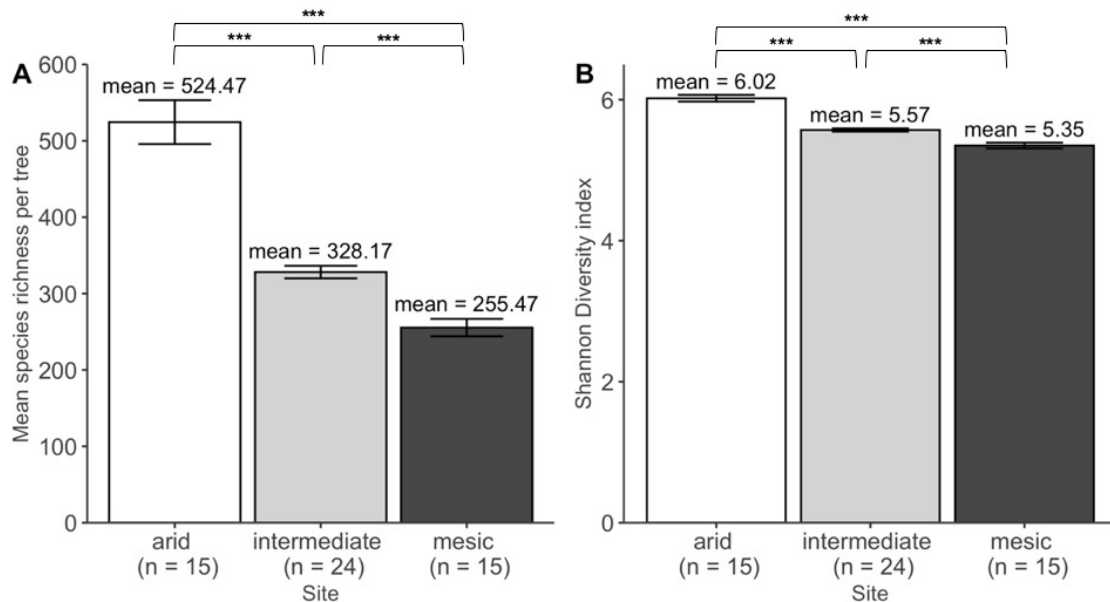 ***
*** ***
A
Mean species richness per tree
600
500
400
300
200
100
0
mean = 524.47
mean = 328.17
mean = 255.47
arid intermediate mesic
(n = 15) (n = 24) (n = 15)
Site
***
*** ***
B
Shannon Diversity index
6
4
2
0
mean = 6.02
mean = 5.57
mean = 5.35
arid intermediate mesic
(n = 15) (n = 24) (n = 15)
Site